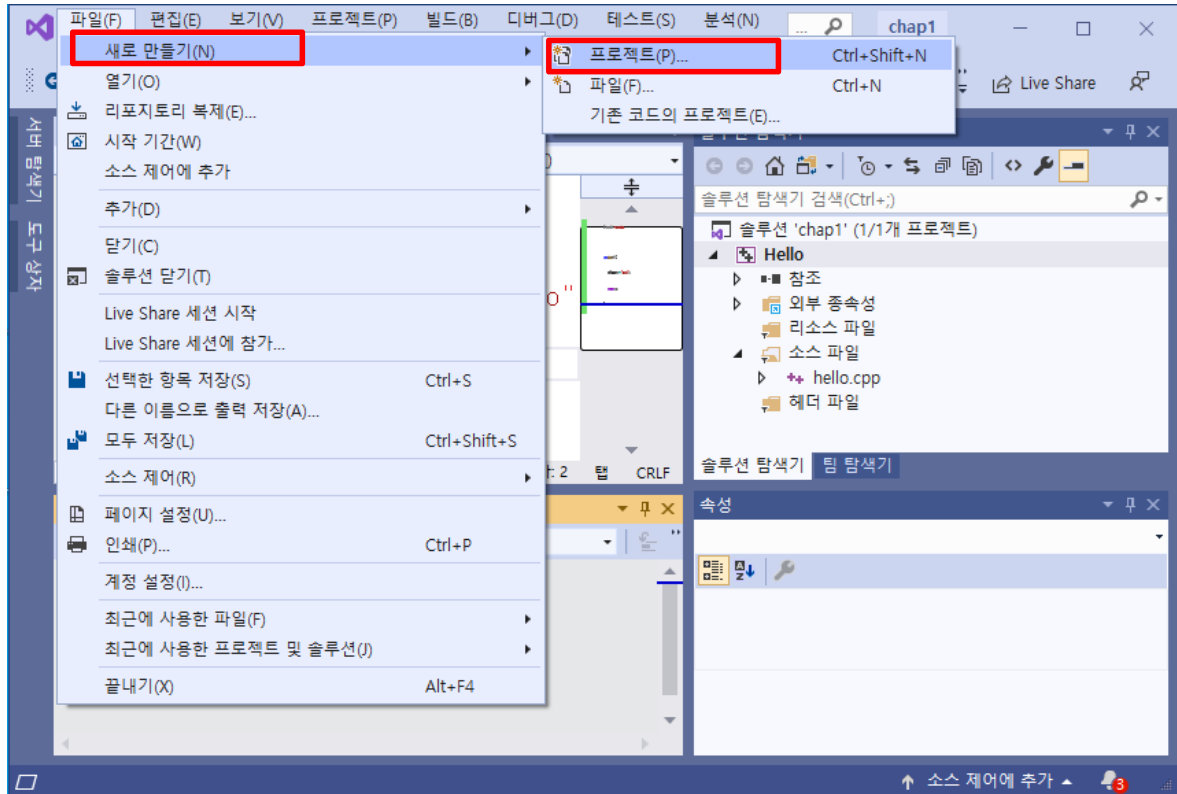 파일(F) 편집(E) 보기(V) 프로젝트(P) 빌드(B) 디버그(D) 테스트(S) 분석(N) ... chap1
새로 만들기(N)
프로젝트(P)... Ctrl+Shift+N
열기(O)
파일(F)... Ctrl+N
Live Share
리포지토리 복제(E)...
기존 코드의 프로젝트(E)...
시작 기간(W)
소스 제어에 추가
추가(D)
닫기(C)
솔루션 닫기(T)
Live Share 세션 시작
Live Share 세션에 참가...
선택한 항목 저장(S) Ctrl+S
다른 이름으로 출력 저장(A)...
모두 저장(L) Ctrl+Shift+S
소스 제어(R)
페이지 설정(U)...
인쇄(P)... Ctrl+P
계정 설정(I)...
최근에 사용한 파일(F)
최근에 사용한 프로젝트 및 솔루션(J)
끝내기(X) Alt+F4
서버 탐색기
도구 상자
o"
: 2 탭 CRLF
솔루션 탐색기 검색(Ctrl+;)
솔루션 'chap1' (1/1개 프로젝트)
Hello
참조
외부 종속성
리소스 파일
소스 파일
++ hello.cpp
헤더 파일
솔루션 탐색기 팀 탐색기
속성
소스 제어에 추가 3